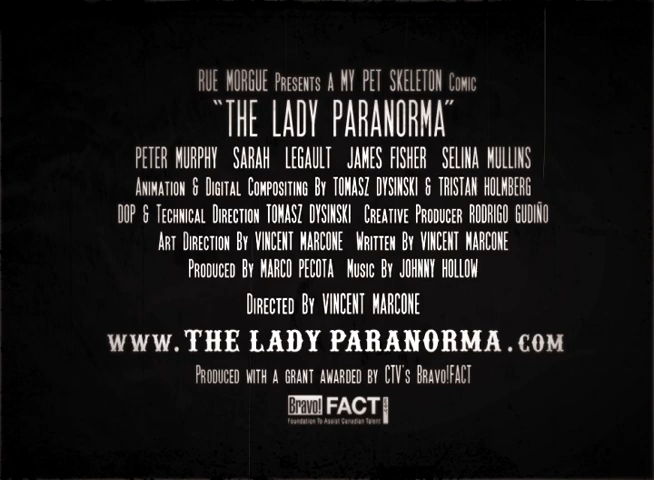 RUE MORGUE PRESENTS A MY PET SKELETON COMIC
"THE LADY PARANORMA"
PETER MURPHY SARAH LEGAULT JAMES FISHER SELINA MULLINS
ANIMATION & DIGITAL COMPOSITING BY TOMASZ DYSINSKI & TRISTAN HOLMBERG
DOP & TECHNICAL DIRECTION TOMASZ DYSINSKI CREATIVE PRODUCER RODRIGO GUDIÑO
ART DIRECTION BY VINCENT MARCONE WRITTEN BY VINCENT MARCONE
PRODUCED BY MARCO PECOTA MUSIC BY JOHNNY HOLLOW
DIRECTED BY VINCENT MARCONE
WWW.THE LADY PARANORMA.COM
PRODUCED WITH A GRANT AWARDED BY CTV'S BRAVO!FACT
Bravo! FACT
Foundation To Assist Canadian Talent